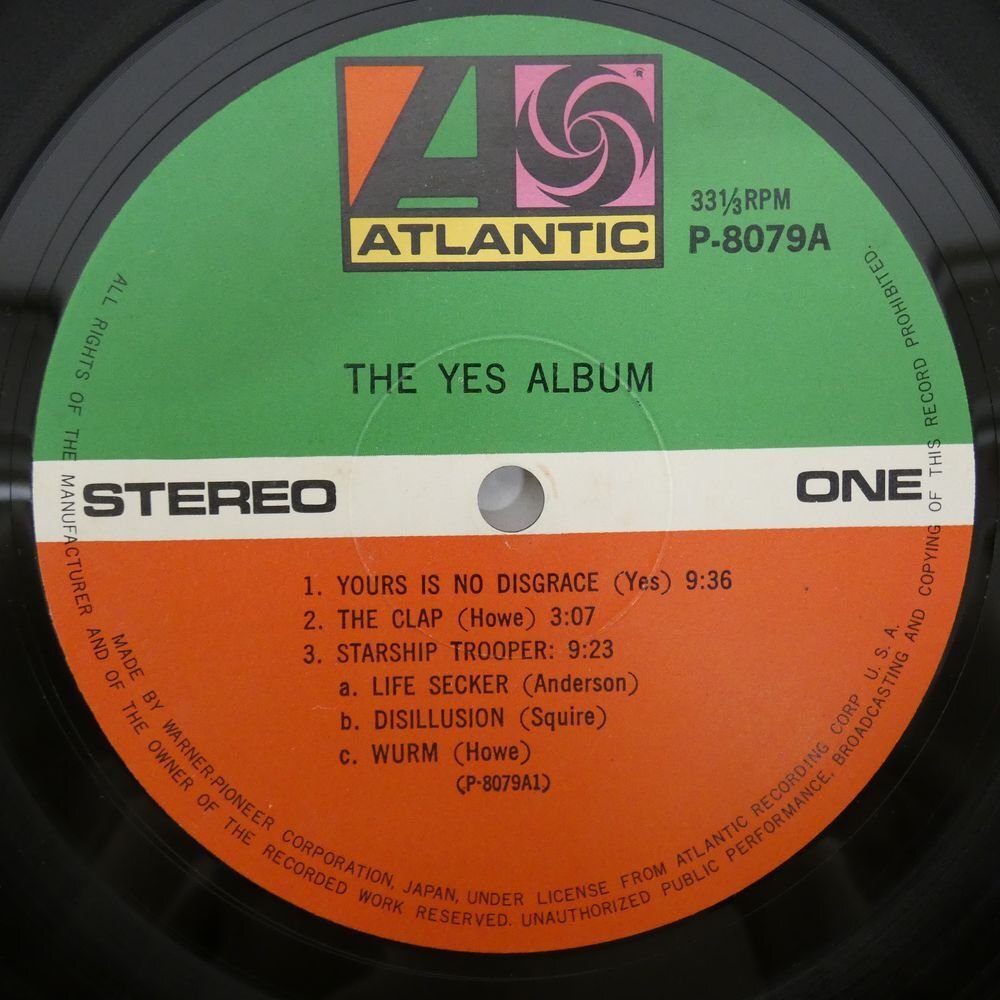 ATLANTIC
33⅓RPM
P-8079A
THE YES ALBUM
STEREO
ONE
1. YOURS IS NO DISGRACE (Yes) 9:36
2. THE CLAP (Howe) 3:07
3. STARSHIP TROOPER: 9:23
a. LIFE SECKER (Anderson)
b. DISILLUSION (Squire)
c. WURM (Howe)
(P-8079A1)
MADE BY WARNER-PIONEER CORPORATION, JAPAN, UNDER LICENSE FROM ATLANTIC RECORDING CORP. U. S. A.
ALL RIGHTS OF THE MANUFACTURER AND OF THE OWNER OF THE RECORDED WORK RESERVED. UNAUTHORIZED PUBLIC PERFORMANCE, BROADCASTING AND COPYING OF THIS RECORD PROHIBITED.